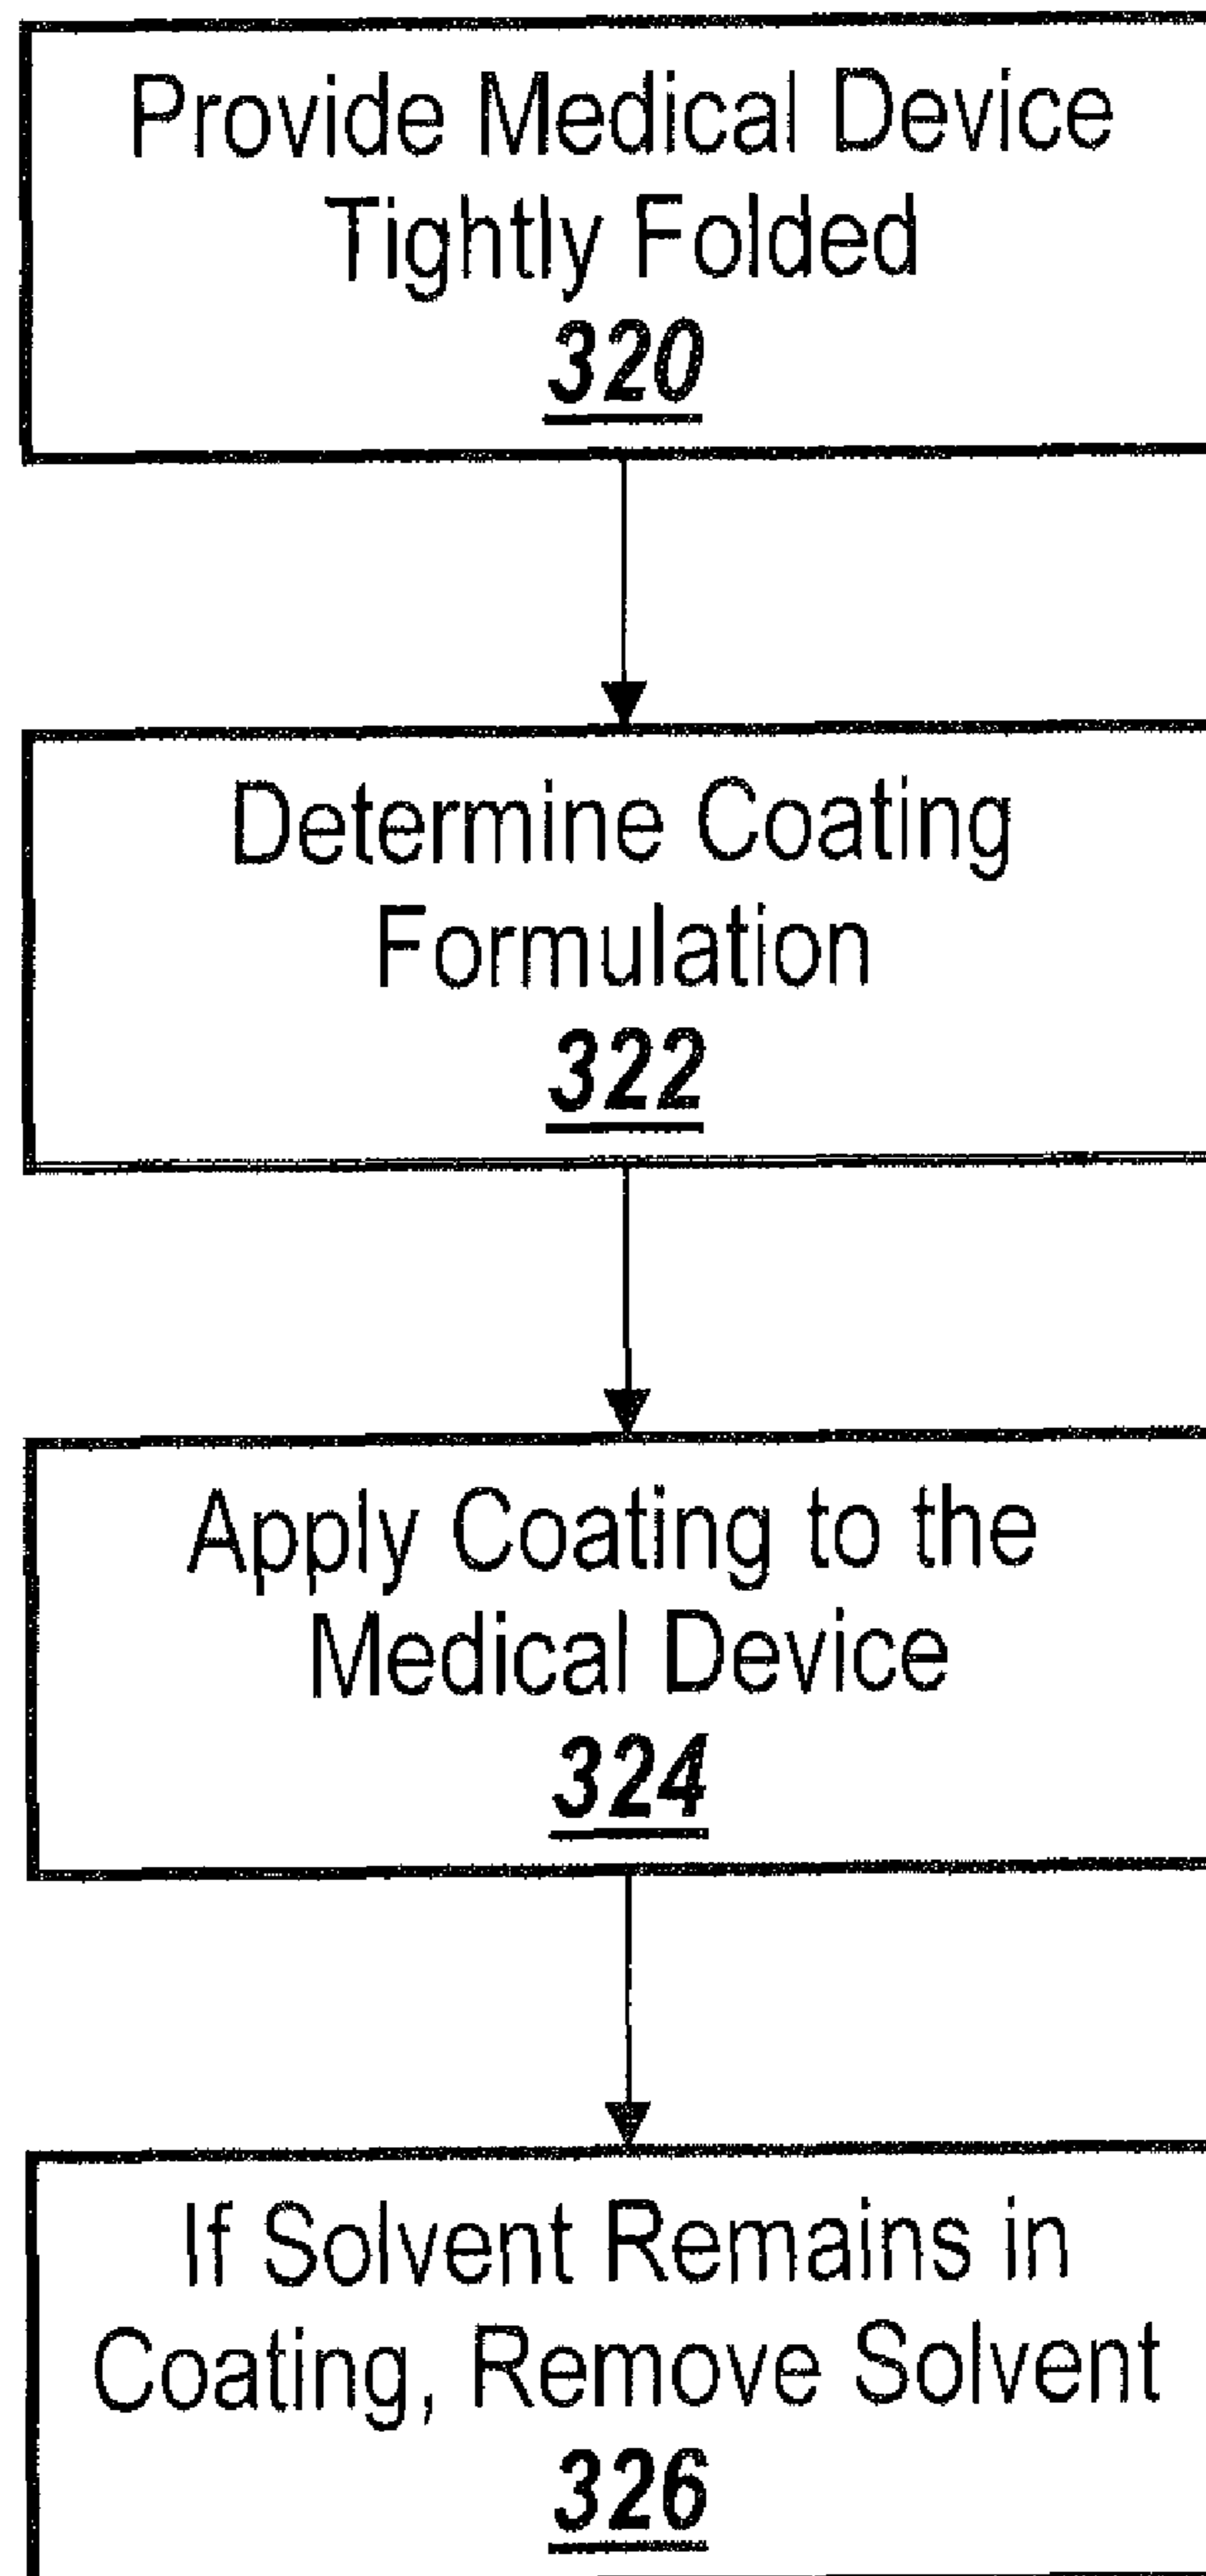 Provide Medical Device
Tightly Folded
320
Determine Coating
Formulation
322
Apply Coating to the
Medical Device
324
If Solvent Remains in
Coating, Remove Solvent
326